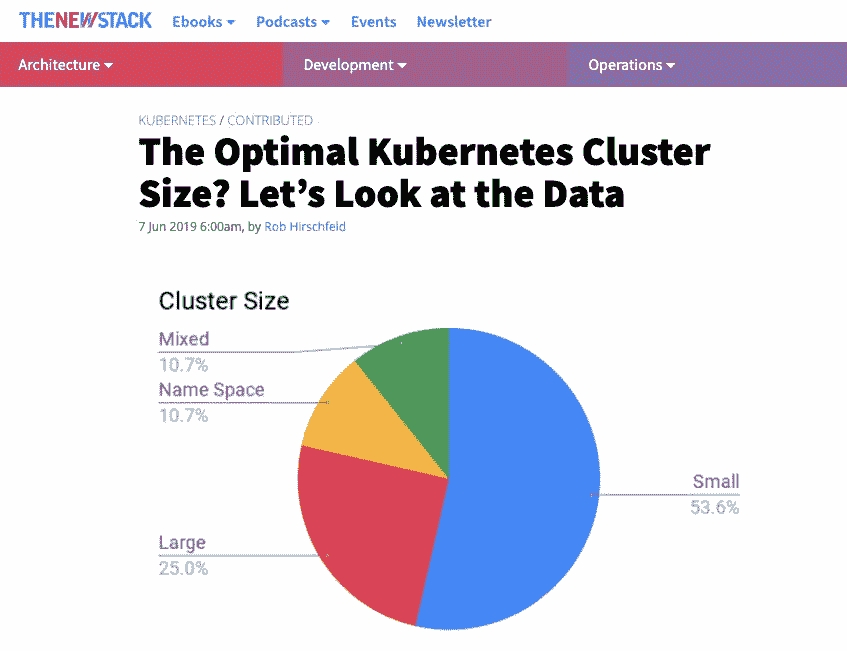 THENEWSTACK Ebooks Podcasts Events Newsletter
Architecture Development Operations
KUBERNETES / CONTRIBUTED
The Optimal Kubernetes Cluster
Size? Let's Look at the Data
7 Jun 2019 6:00am, by Rob Hirschfeld
Cluster Size
Mixed
10.7%
Name Space
10.7%
Small
53.6%
Large
25.0%